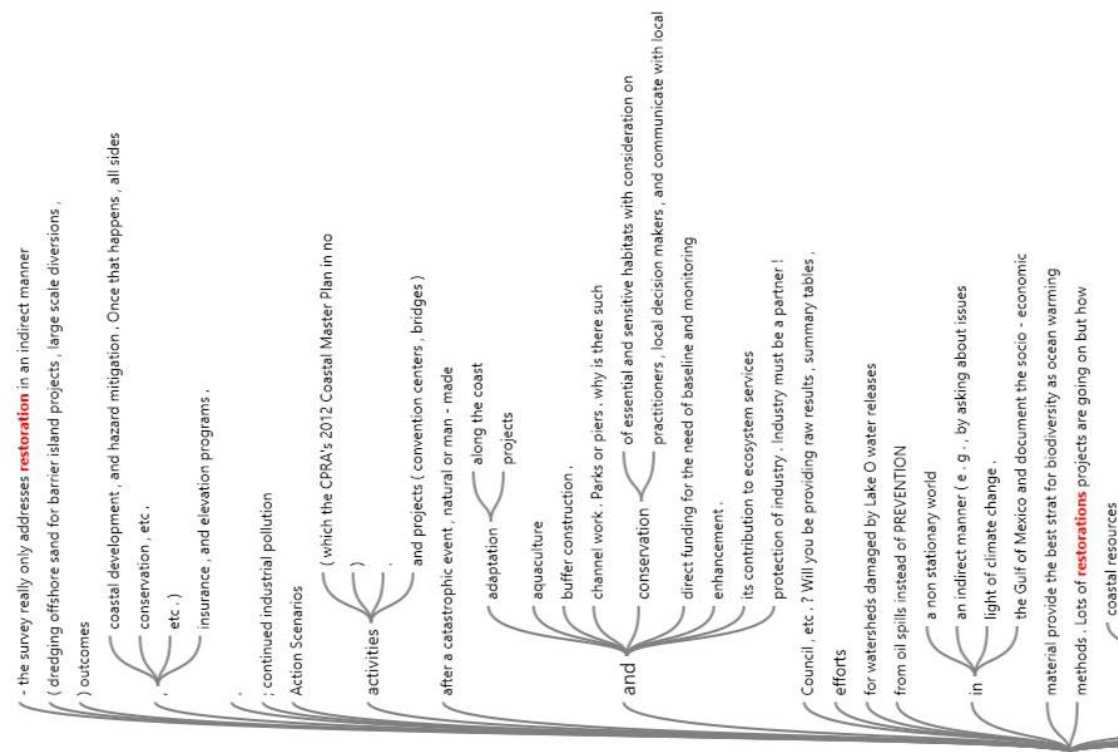 - the survey really only addresses restoration in an indirect manner
( dredging offshore sand for barrier island projects , large scale diversions ,
) outcomes
,
coastal development , and hazard mitigation . Once that happens , all sides
conservation , etc .
etc . )
insurance , and elevation programs .
.
; continued industrial pollution
Action Scenarios
activities
( which the CPRA's 2012 Coastal Master Plan in no
)
.
and projects ( convention centers , bridges )
after a catastrophic event , natural or man - made
and
adaptation
along the coast
projects
aquaculture
buffer construction .
channel work . Parks or piers . why is there such
conservation
of essential and sensitive habitats with consideration on
practitioners , local decision makers , and communicate with local
direct funding for the need of baseline and monitoring
enhancement .
its contribution to ecosystem services
protection of industry . Industry must be a partner !
Council , etc . ? Will you be providing raw results , summary tables ,
efforts
for watersheds damaged by Lake O water releases
from oil spills instead of PREVENTION
in
a non stationary world
an indirect manner ( e . g . , by asking about issues
light of climate change .
the Gulf of Mexico and document the socio - economic
material provide the best strat for biodiversity as ocean warming
methods . Lots of restorations projects are going on but how
coastal resources